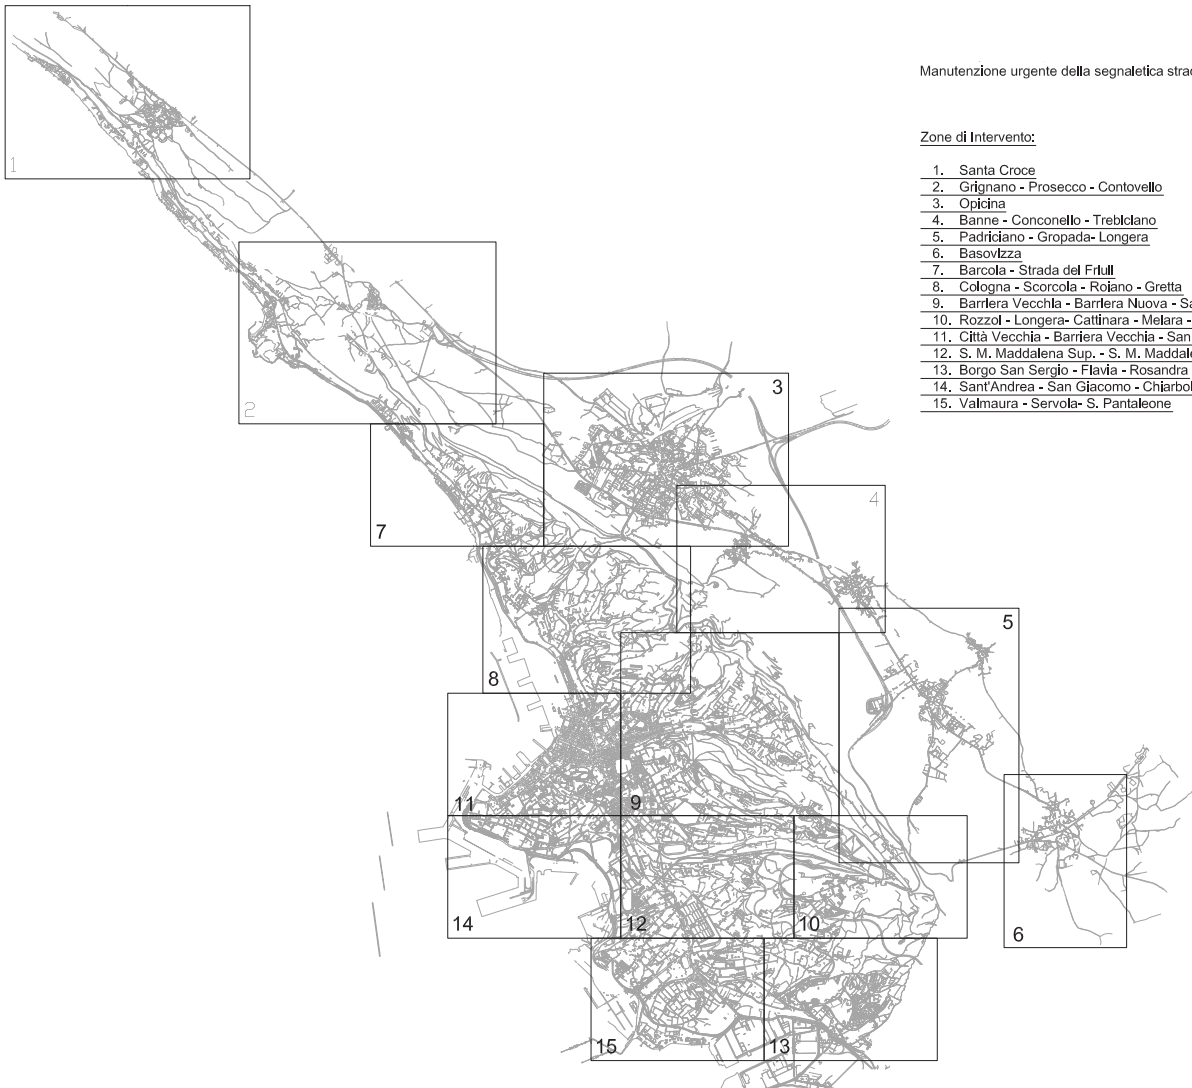 Manutenzione urgente della segnaletica
Zone di Intervento:
1. Santa Croce
2. Grignano - Prosecco - Contovello
3. Opicina
4. Banne - Conconello - Trebiciano
5. Padriciano - Gropada- Longera
6. Basovizza
7. Barcola - Strada del Friuli
8. Cologna - Scorcola - Roiano - Gretta
9. Barriera Vecchia - Barriera Nuova -
10. Rozzol - Longera- Cattinara - Melara -
11. Città Vecchia - Barriera Vecchia - San
12. S. M. Maddalena Sup. - S. M.
13. Borgo San Sergio - Flavia - Rosandra
14. Sant'Andrea - San Giacomo -
15. Valmaura - Servola- S. Pantaleone
1
2
3
4
7
5
8
11
9
14
12
10
6
15
13